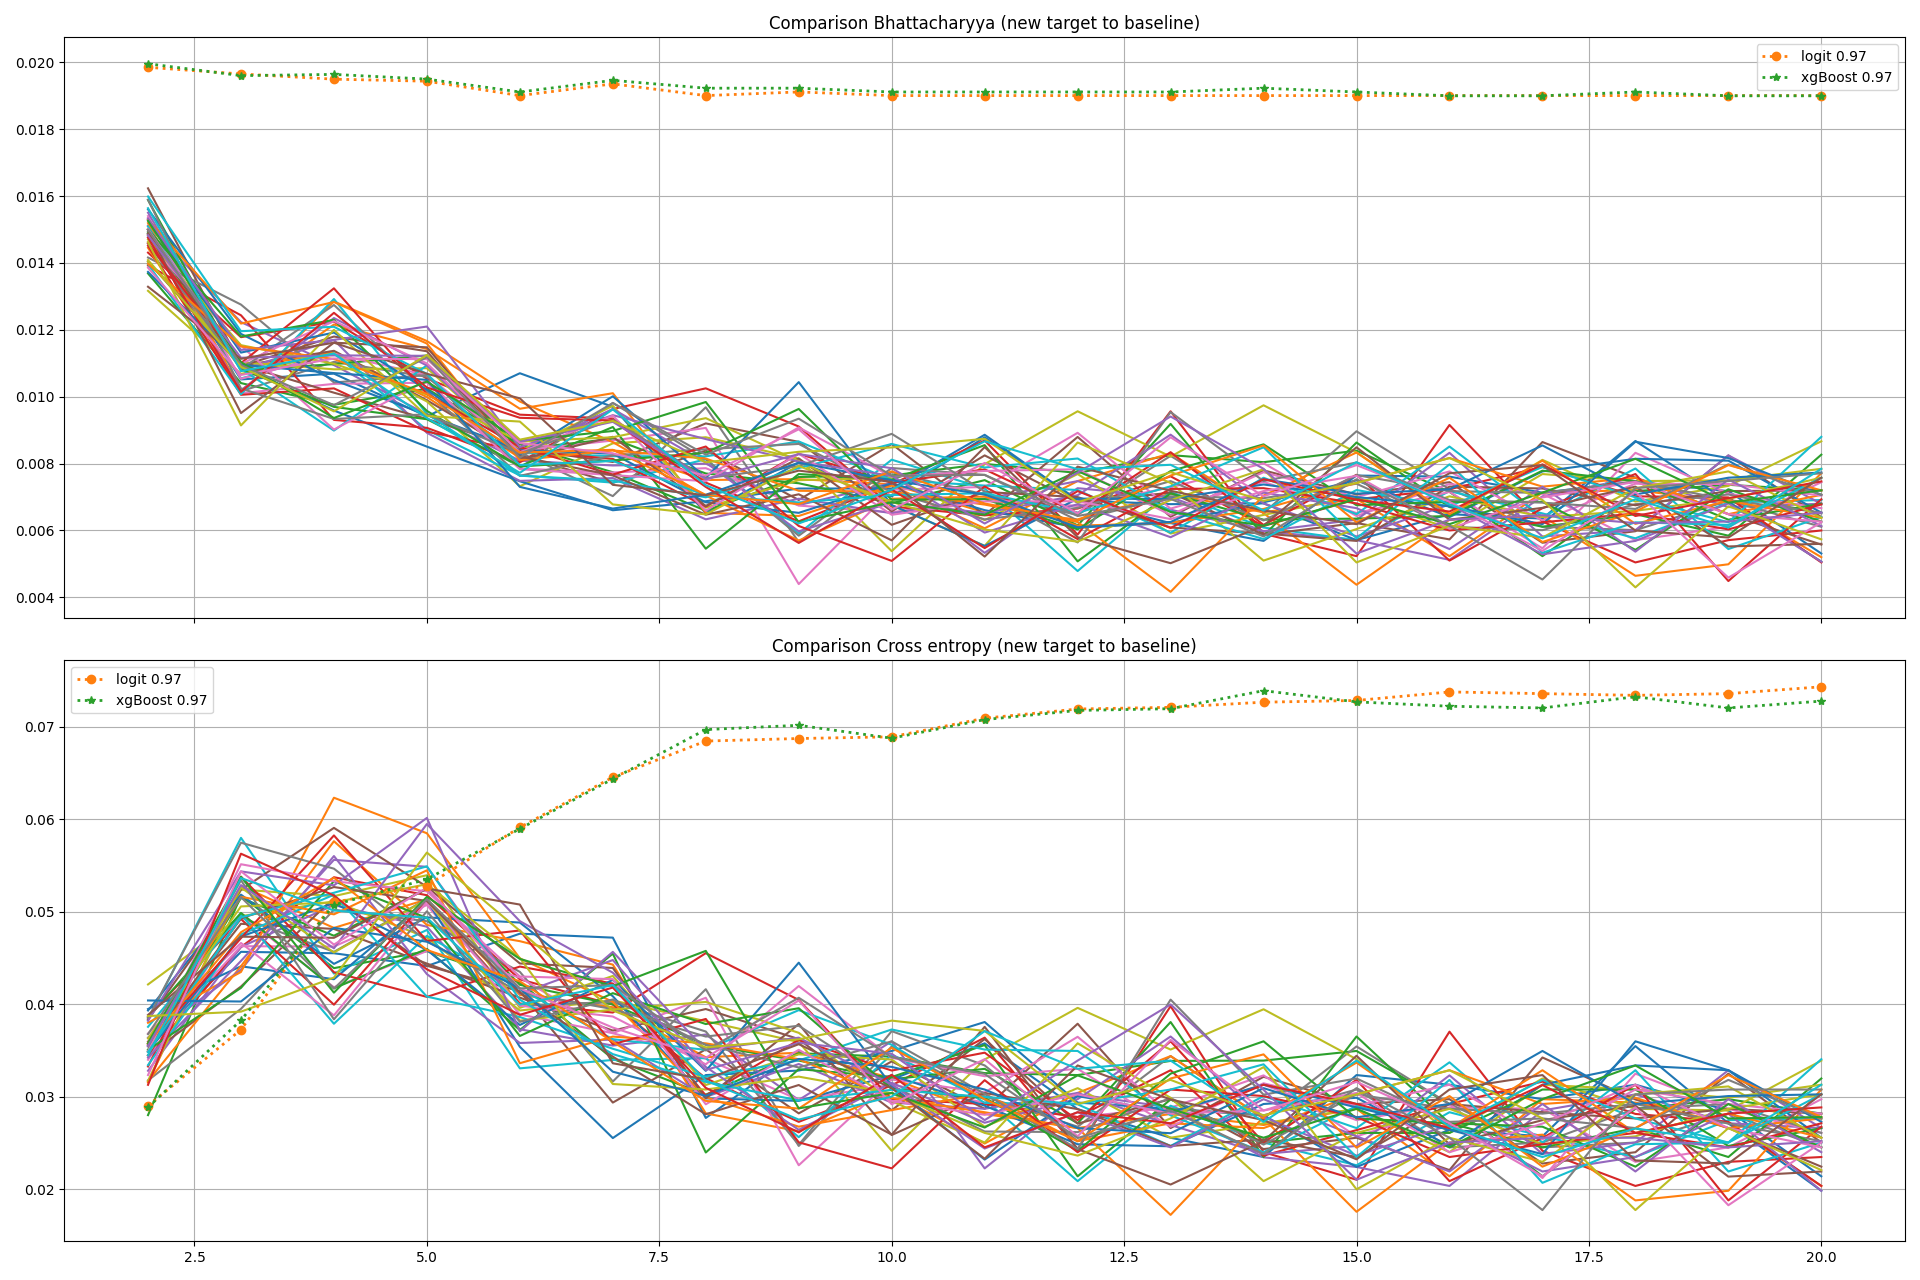 Comparison Bhattacharyya (new target to baseline)
0.020
0.018
0.016
0.014
0.012
0.010
0.008
0.006
0.004
logit 0.97
xgBoost 0.97
Comparison Cross entropy (new target to baseline)
logit 0.97
xgBoost 0.97
0.07
0.06
0.05
0.04
0.03
0.02
2.5 5.0 7.5 10.0 12.5 15.0 17.5 20.0